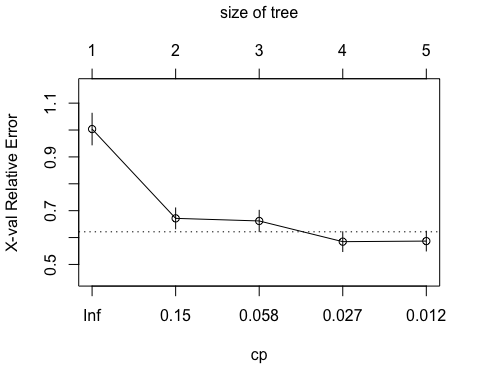 size of tree
1 2 3 4 5
X-val Relative Error
1.1
0.9
0.7
0.5
Inf 0.15 0.058 0.027 0.012
cp